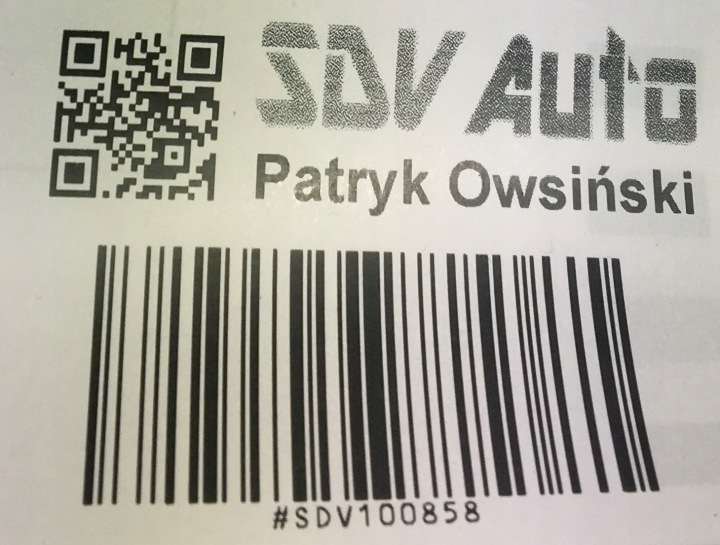 SDV Auto
Patryk Owsiński
#SDV100858